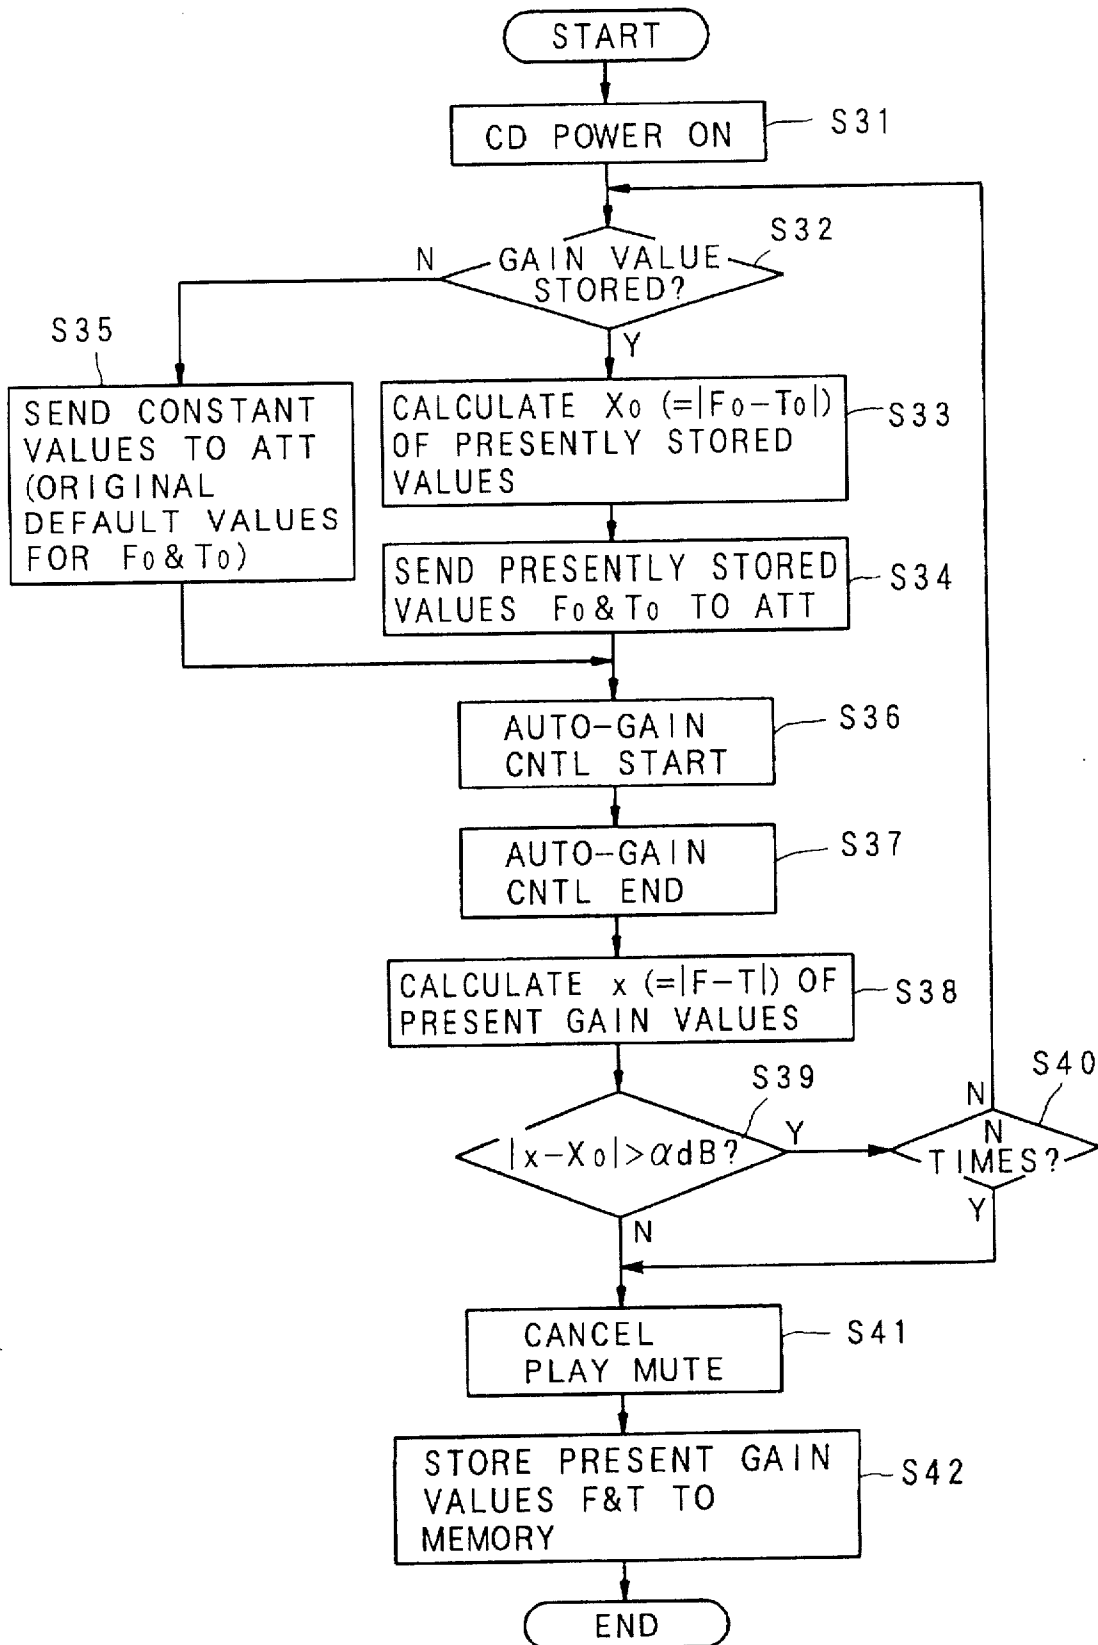 START
CD POWER ON
S31
S32
N
GAIN VALUE
STORED?
Y
S35
SEND CONSTANT
VALUES TO ATT
(ORIGINAL
DEFAULT VALUES
FOR F0&T0)
CALCULATE X0 (=|F0-T0|)
OF PRESENTLY STORED
VALUES
S33
SEND PRESENTLY STORED
VALUES F0&T0 TO ATT
S34
AUTO-GAIN
CNTL START
S36
AUTO-GAIN
CNTL END
S37
CALCULATE x (=|F-T|) OF
PRESENT GAIN VALUES
S38
S39
|x-X0|>αdB?
Y
N
S40
N
N
TIMES?
Y
CANCEL
PLAY MUTE
S41
STORE PRESENT GAIN
VALUES F&T TO
MEMORY
S42
END